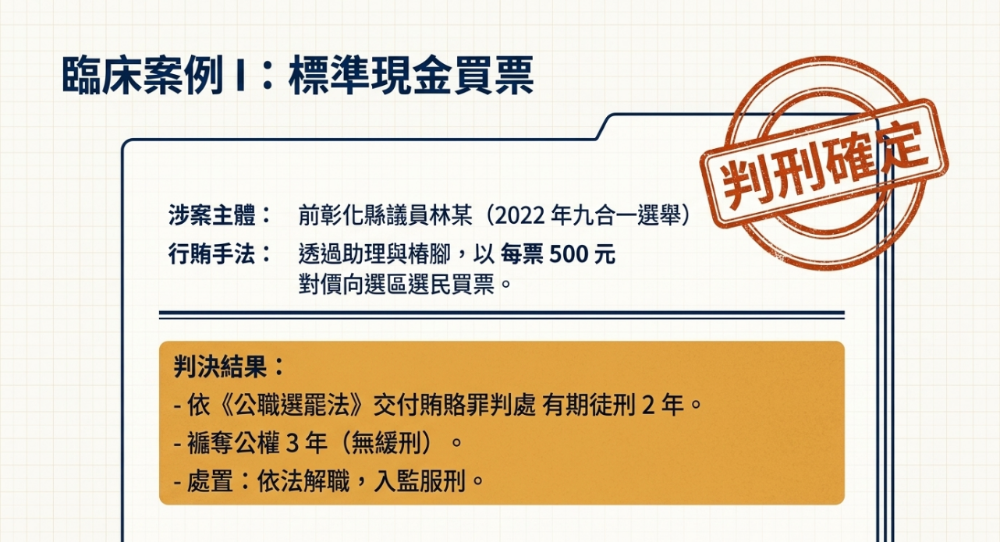 臨床案例 I：標準現金買票
判刑確定
涉案主體： 前彰化縣議員林某（2022 年九合一選舉）
行賄手法： 透過助理與樁腳，以 每票 500 元
對價向選區選民買票。
判決結果：
- 依《公職選罷法》交付賄賂罪判處 有期徒刑 2 年。
- 褫奪公權 3 年（無緩刑）。
- 處置：依法解職，入監服刑。